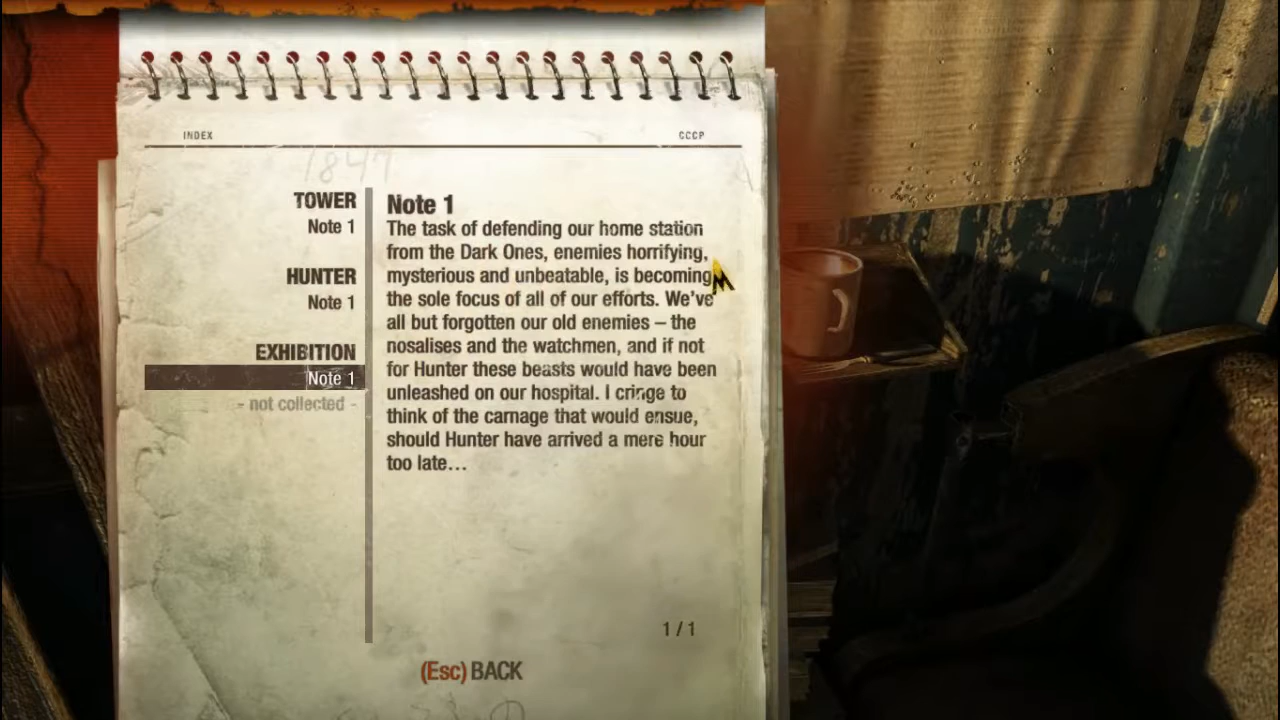 INDEX
CCCP
1847
TOWER
Note 1
HUNTER
Note 1
EXHIBITION
Note 1
- not collected -
Note 1
The task of defending our home station
from the Dark Ones, enemies horrifying,
mysterious and unbeatable, is becoming
the sole focus of all of our efforts. We've
all but forgotten our old enemies – the
nosalises and the watchmen, and if not
for Hunter these beasts would have been
unleashed on our hospital. I cringe to
think of the carnage that would ensue,
should Hunter have arrived a mere hour
too late...
1 / 1
(Esc) BACK